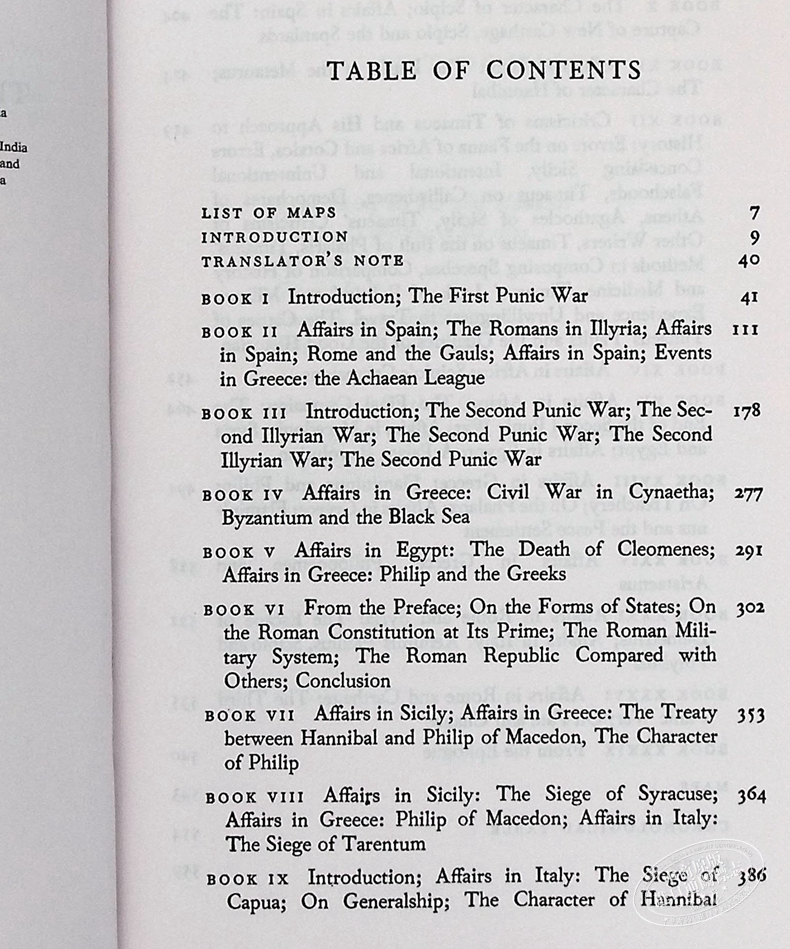 a
India
and
a
TABLE OF CONTENTS
LIST OF MAPS 7
INTRODUCTION 9
TRANSLATOR'S NOTE 40
BOOK I Introduction; The First Punic War 41
BOOK II Affairs in Spain; The Romans in Illyria; Affairs 111
in Spain; Rome and the Gauls; Affairs in Spain; Events
in Greece: the Achaean League
BOOK III Introduction; The Second Punic War; The Sec- 178
ond Illyrian War; The Second Punic War; The Second
Illyrian War; The Second Punic War
BOOK IV Affairs in Greece: Civil War in Cynaetha; 277
Byzantium and the Black Sea
BOOK V Affairs in Egypt: The Death of Cleomenes; 291
Affairs in Greece: Philip and the Greeks
BOOK VI From the Preface; On the Forms of States; On 302
the Roman Constitution at Its Prime; The Roman Mili-
tary System; The Roman Republic Compared with
Others; Conclusion
BOOK VII Affairs in Sicily; Affairs in Greece: The Treaty 353
between Hannibal and Philip of Macedon, The Character
of Philip
BOOK VIII Affairs in Sicily: The Siege of Syracuse; 364
Affairs in Greece: Philip of Macedon; Affairs in Italy:
The Siege of Tarentum
BOOK IX Introduction; Affairs in Italy: The Siege of 386
Capua; On Generalship; The Character of Hannibal